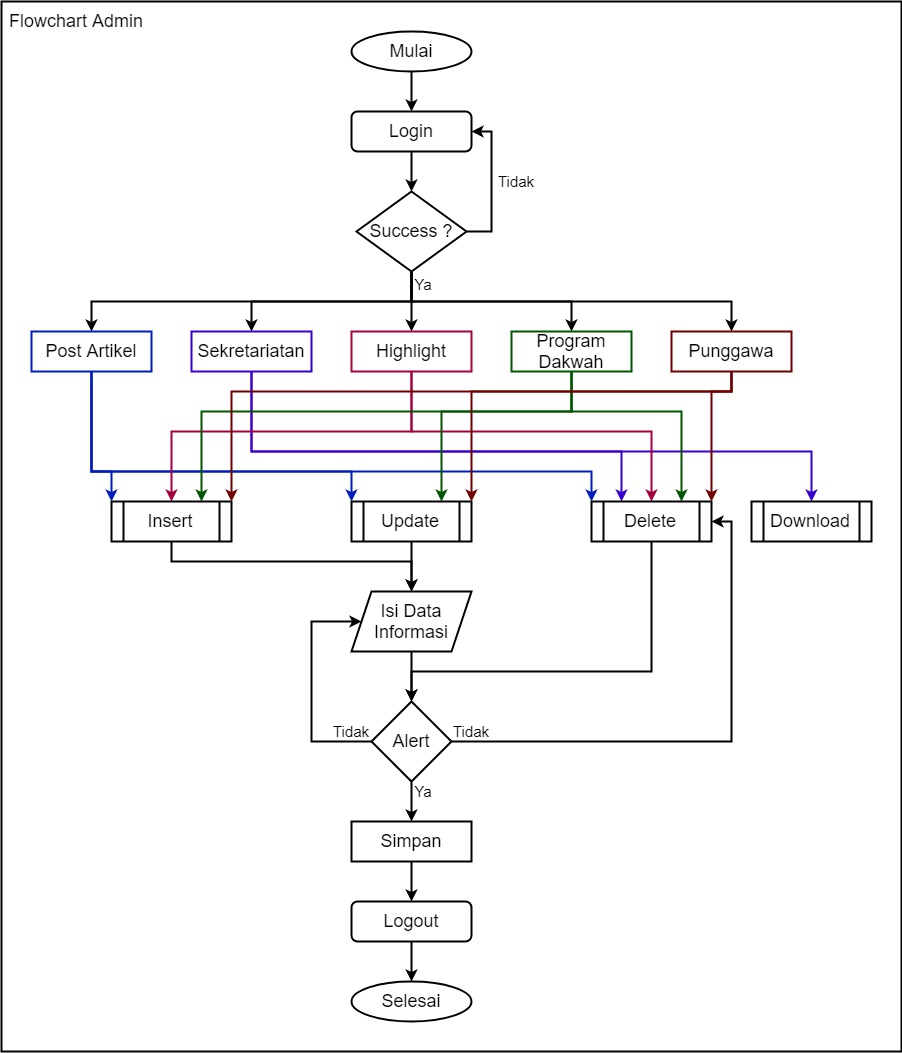 Flowchart Admin
Mulai
Login
Tidak
Success ?
Ya
Post Artikel
Sekretariatan
Highlight
Program
Dakwah
Punggawa
Insert
Update
Delete
Download
Isi Data
Informasi
Tidak
Alert
Tidak
Ya
Simpan
Logout
Selesai